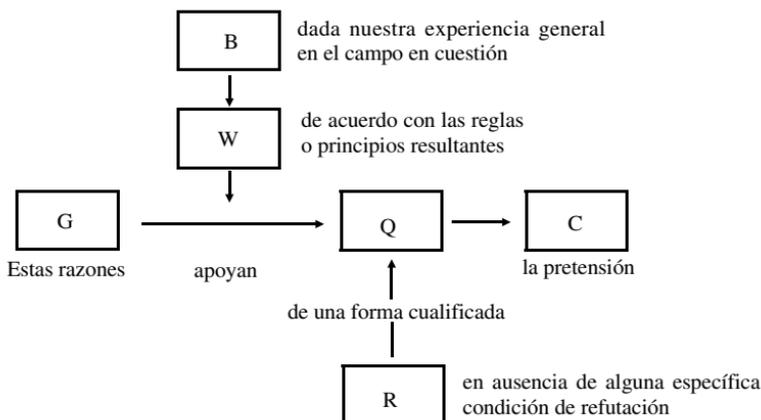 B
dada nuestra experiencia general
en el campo en cuestión
W
de acuerdo con las reglas
o principios resultantes
G
Q
C
Estas razones
apoyan
la pretensión
de una forma cualificada
R
en ausencia de alguna específica
condición de refutación